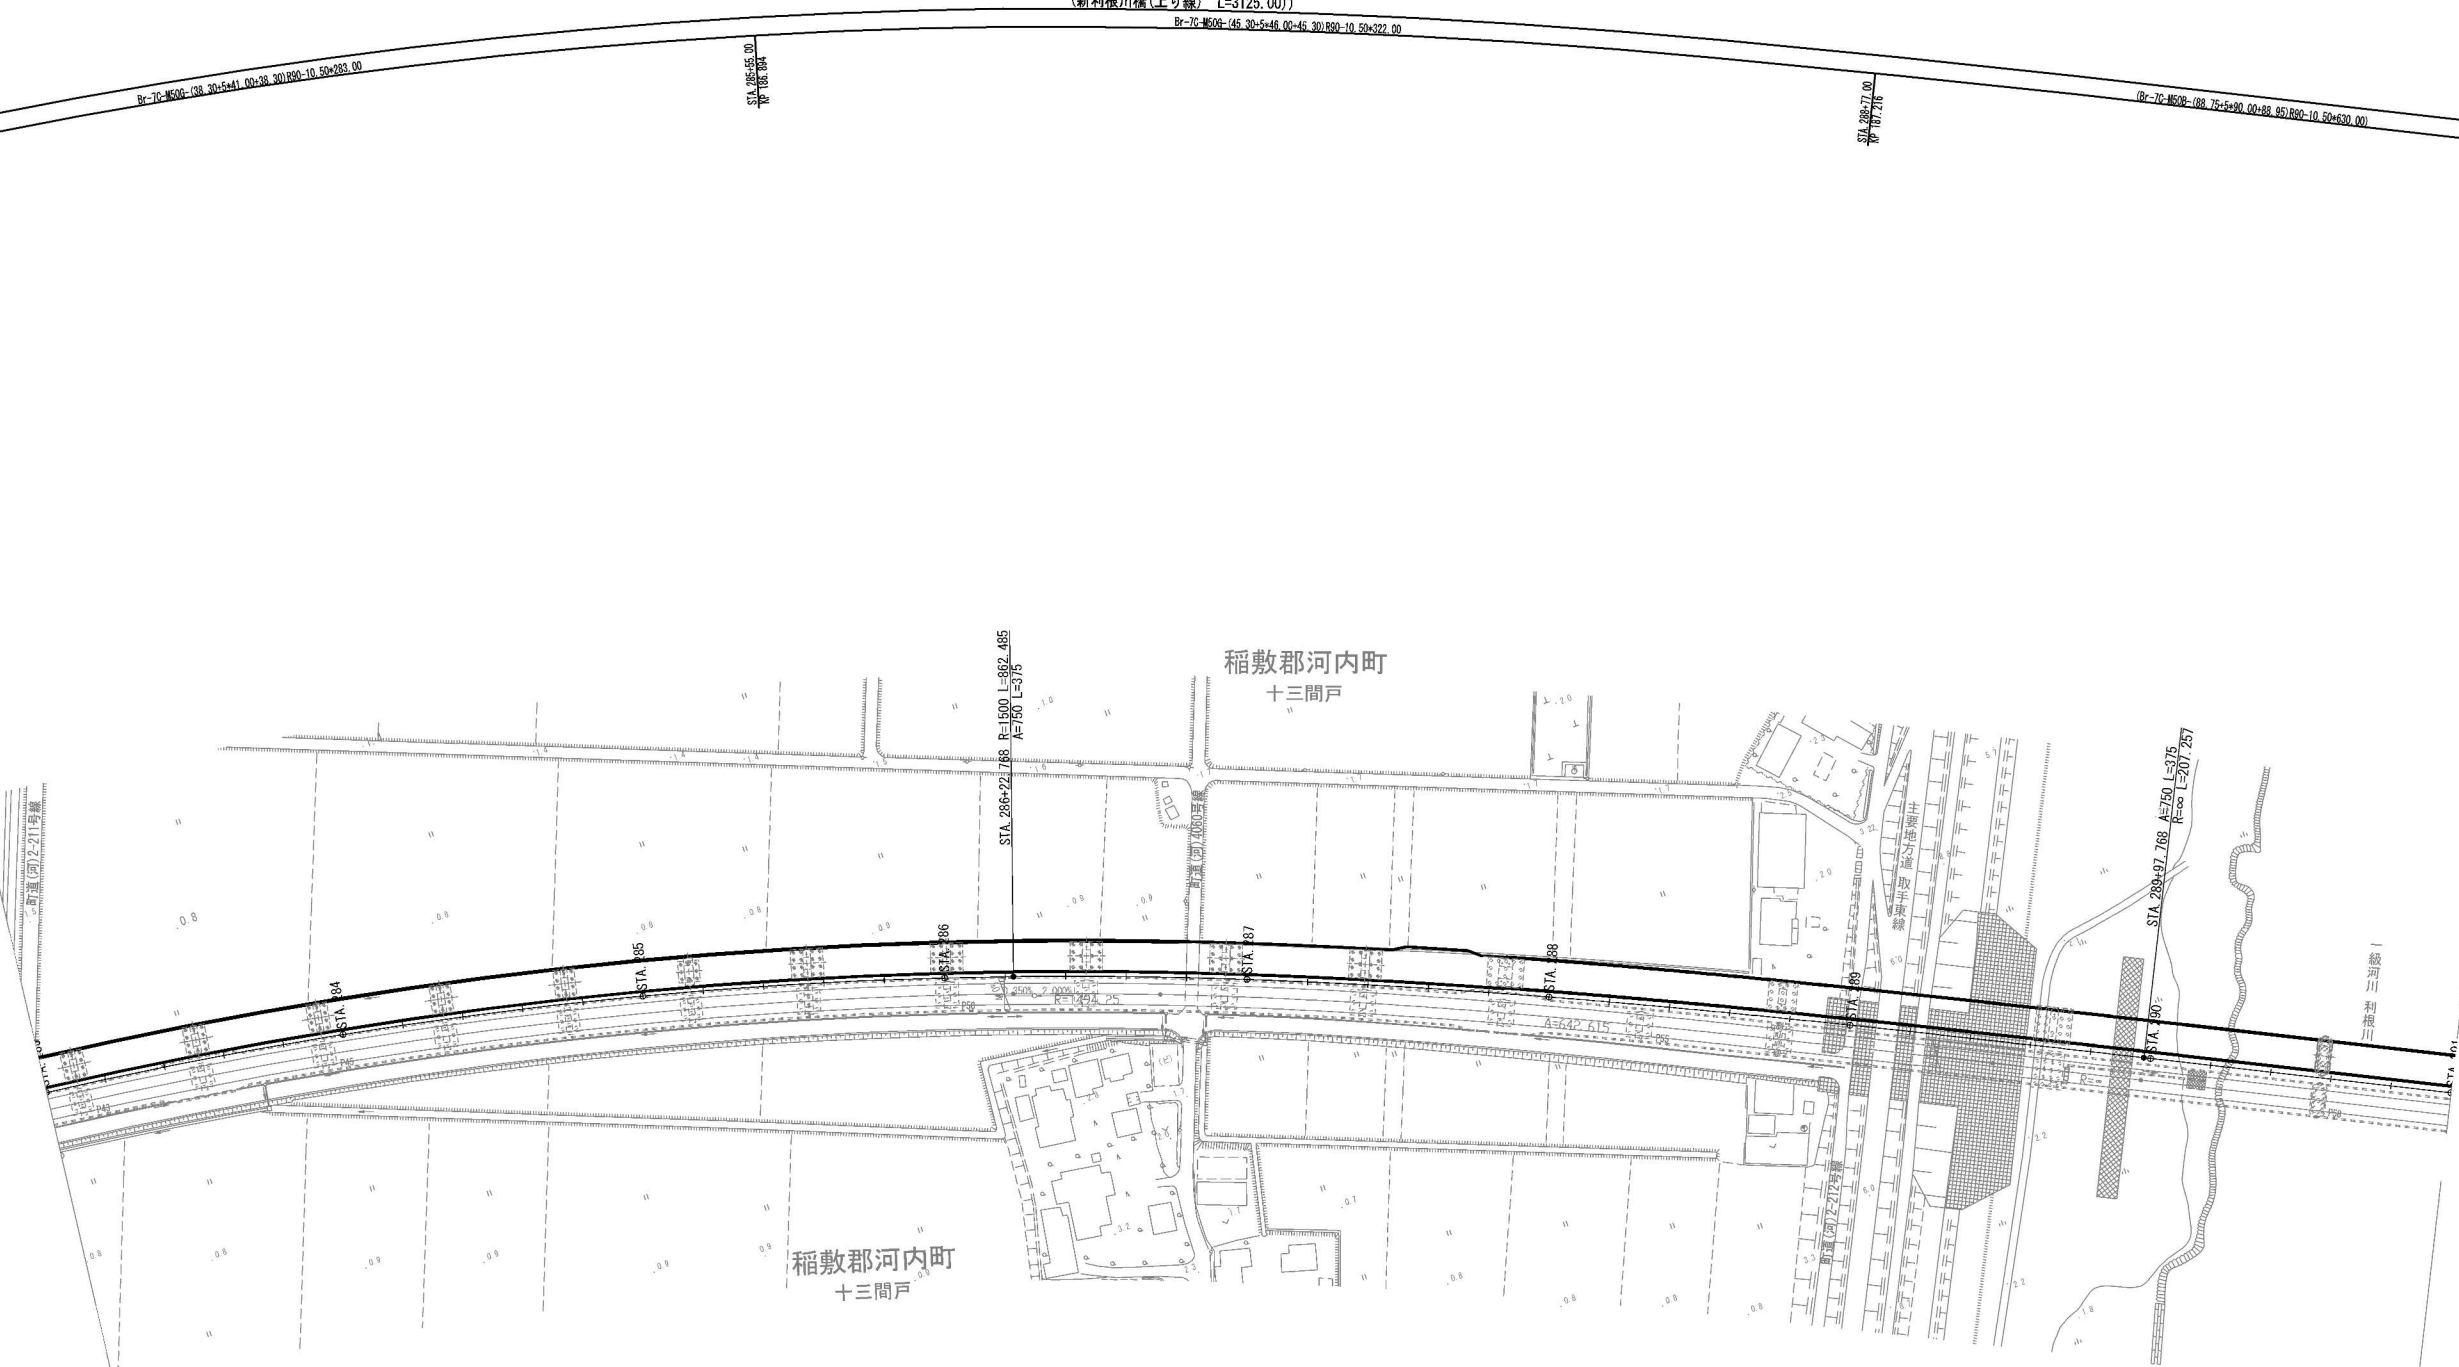 (新利根川橋(上り線) L=3125.00))
Br-7C-M50G-(45.30+5*46.00+45.30)R90-10.50*322.00
Br-7C-M50G-(38.30+5*41.00+38.30)R90-10.50*283.00
STA.285+55.00
KP 186.894
STA.288+77.00
KP 187.216
(Br-7C-M50B-(88.75+5*90.00+88.95)R90-10.50*630.00)
稲敷郡河内町
十三間戸
STA.286+22.768 R=1500 L=862.485
A=750 L=375
STA.289+97.768 A=750 L=375
R=∞ L=207.257
町道(河)2-211号線
町道(河)4060号線
主要地方道 取手東線
一級河川 利根川
STA.284
STA.285
STA.286
STA.287
STA.288
STA.289
STA.290
R=1494.25
A=642.615
R=∞
町道(河)2-212号線
稲敷郡河内町
十三間戸